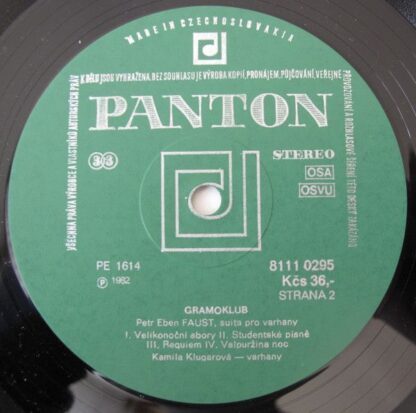 MADE IN CZECHOSLOVAKIA
VŠECHNA PRÁVA VÝROBCE A VLASTNÍKŮ AUTORSKÝCH PRÁV
K DÍLU JSOU VYHRAŽENA. BEZ SOUHLASU JE VÝROBA KOPIÍ, PRONÁJEM, PŮJČOVÁNÍ, VEŘEJNÉ
PROVOZOVÁNÍ A ROZHLASOVÉ ŠÍŘENÍ TÉTO DESKY ZAKÁZÁNO
PANTON
33
STEREO
OSA
OSVU
PE 1614
8111 0295
℗ 1982
Kčs 36,-
STRANA 2
GRAMOKLUB
Petr Eben FAUST, suita pro varhany
I. Velikonoční sbory II. Studentské písně
III. Requiem IV. Valpuržina noc
Kamila Klugarová – varhany